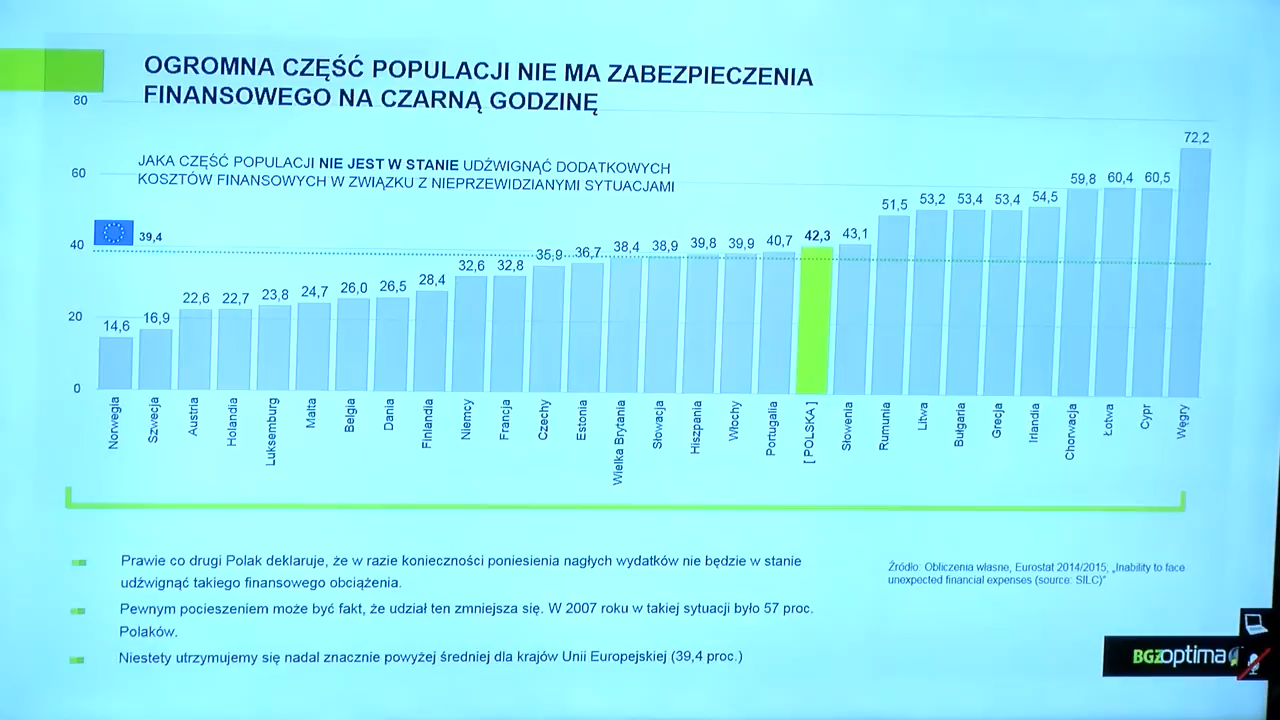 OGROMNA CZĘŚĆ POPULACJI NIE MA ZABEZPIECZENIA
FINANSOWEGO NA CZARNĄ GODZINĘ
JAKA CZĘŚĆ POPULACJI NIE JEST W STANIE UDŹWIGNĄĆ DODATKOWYCH
KOSZTÓW FINANSOWYCH W ZWIĄZKU Z NIEPRZEWIDZIANYMI SYTUACJAMI
80
60
40
20
0
39,4
14,6
16,9
22,6
22,7
23,8
24,7
26,0
26,5
28,4
32,6
32,8
35,9
36,7
38,4
38,9
39,8
39,9
40,7
42,3
43,1
51,5
53,2
53,4
53,4
54,5
59,8
60,4
60,5
72,2
Norwegia
Szwecja
Austria
Holandia
Luksemburg
Malta
Belgia
Dania
Finlandia
Niemcy
Francja
Czechy
Estonia
Wielka Brytania
Słowacja
Hiszpania
Włochy
Portugalia
[ POLSKA ]
Słowenia
Rumunia
Litwa
Bułgaria
Grecja
Irlandia
Chorwacja
Łotwa
Cypr
Węgry
Prawie co drugi Polak deklaruje, że w razie konieczności poniesienia nagłych wydatków nie będzie w stanie
udźwignąć takiego finansowego obciążenia.
Pewnym pocieszeniem może być fakt, że udział ten zmniejsza się. W 2007 roku w takiej sytuacji było 57 proc.
Polaków.
Niestety utrzymujemy się nadal znacznie powyżej średniej dla krajów Unii Europejskiej (39,4 proc.)
Źródło: Obliczenia własne, Eurostat 2014/2015, „Inability to face
unexpected financial expenses (source: SILC)"
BGŻoptima